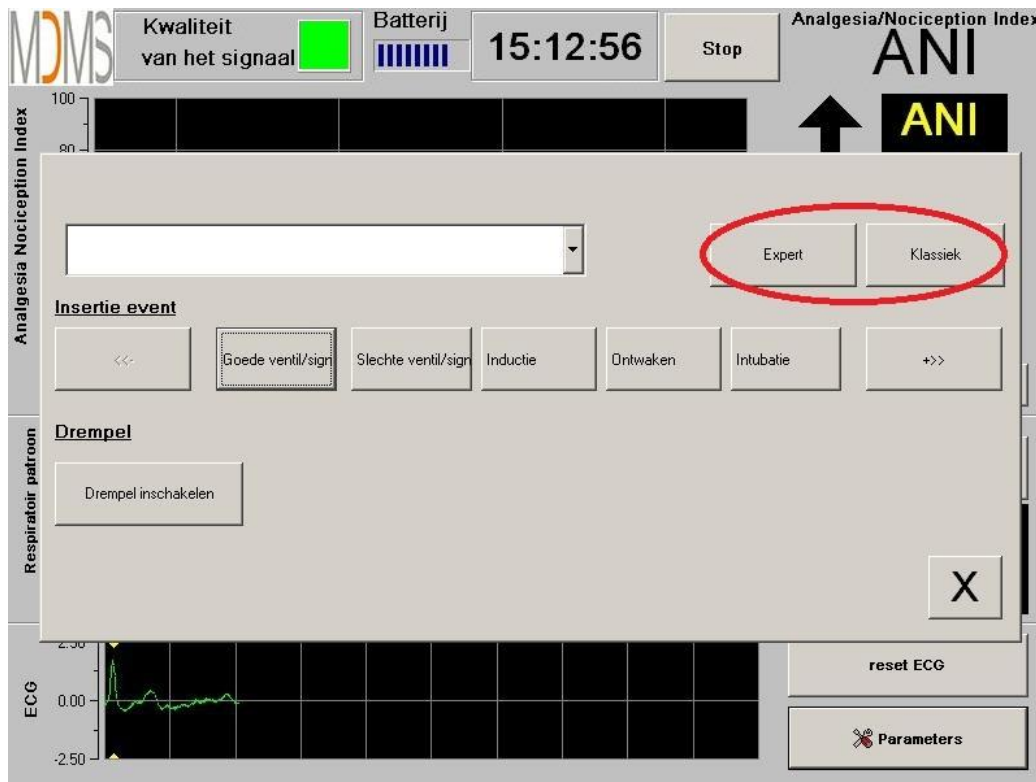 MDMS
Kwaliteit
van het signaal
Batterij
15:12:56
Stop
Analgesia/Nociception Index
ANI
ANI
Analgesia Nociception Index
100
80
Expert
Klassiek
Insertie event
<<-
Goede ventil/sign
Slechte ventil/sign
Inductie
Ontwaken
Intubatie
+>>
Drempel
Drempel inschakelen
X
Respiratoir patroon
ECG
2.50
0.00
-2.50
reset ECG
Parameters